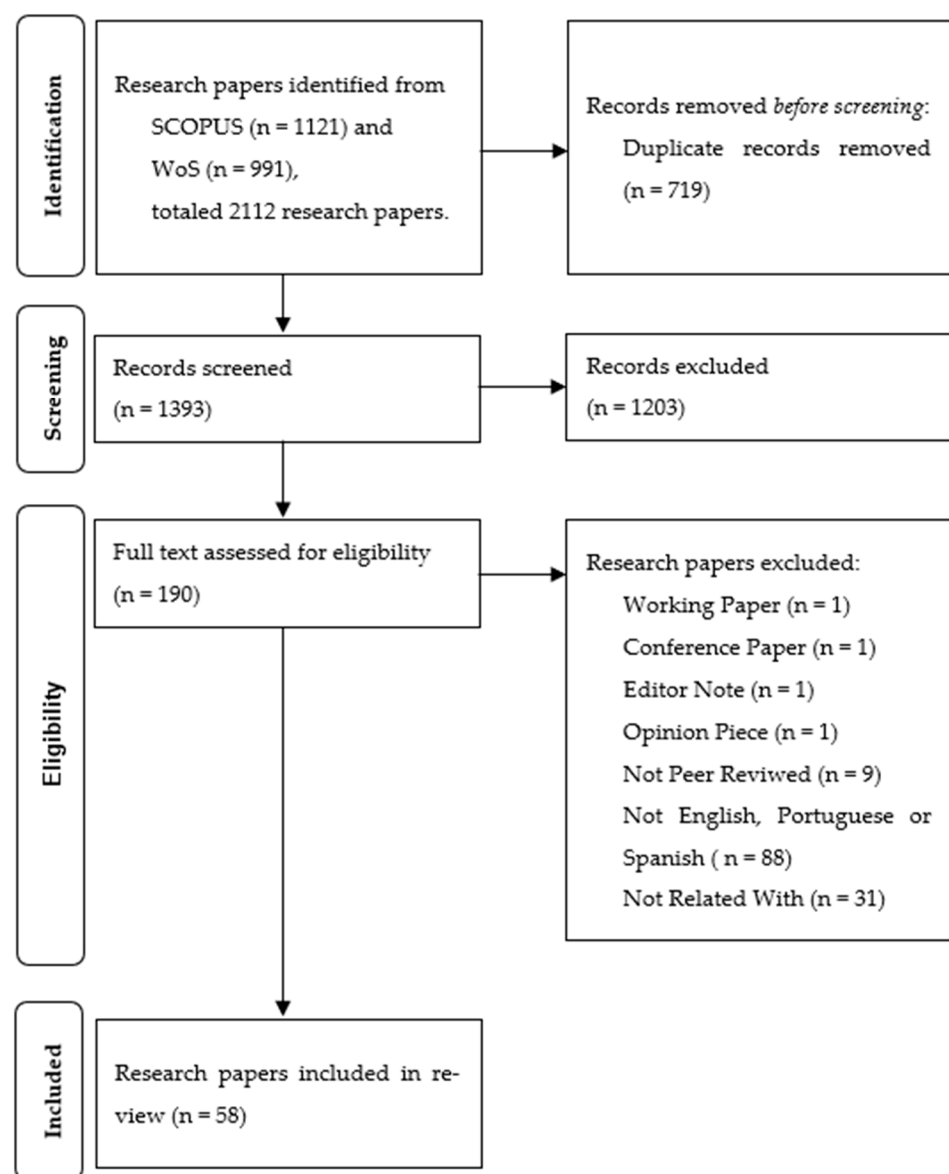 Identification
Research papers identified from
SCOPUS (n = 1121) and
WoS (n = 991),
totaled 2112 research papers.
Records removed before screening:
Duplicate records removed
(n = 719)
Screening
Records screened
(n = 1393)
Records excluded
(n = 1203)
Eligibility
Full text assessed for eligibility
(n = 190)
Research papers excluded:
Working Paper (n = 1)
Conference Paper (n = 1)
Editor Note (n = 1)
Opinion Piece (n = 1)
Not Peer Reviwed (n = 9)
Not English, Portuguese or
Spanish ( n = 88)
Not Related With (n = 31)
Included
Research papers included in re-
view (n = 58)